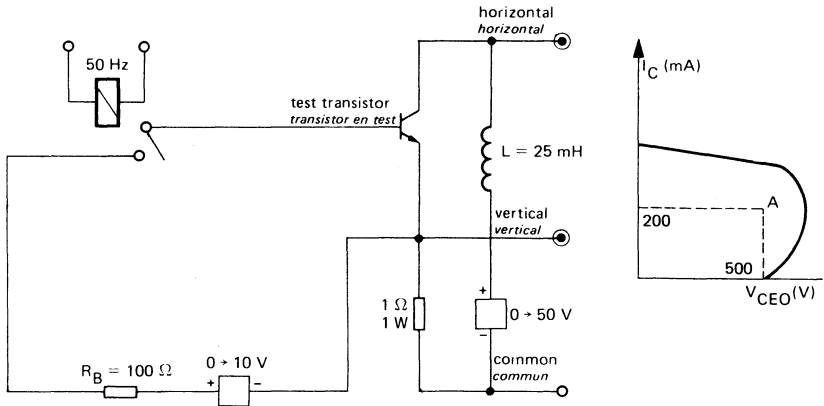 horizontal
horizontal
50 Hz
test transistor
transistor en test
L = 25 mH
vertical
vertical
1 Ω
1 W
+
0 → 50 V
−
common
commun
R_B = 100 Ω
0 → 10 V
+
−
I_C (mA)
A
200
500
V_CEO (V)